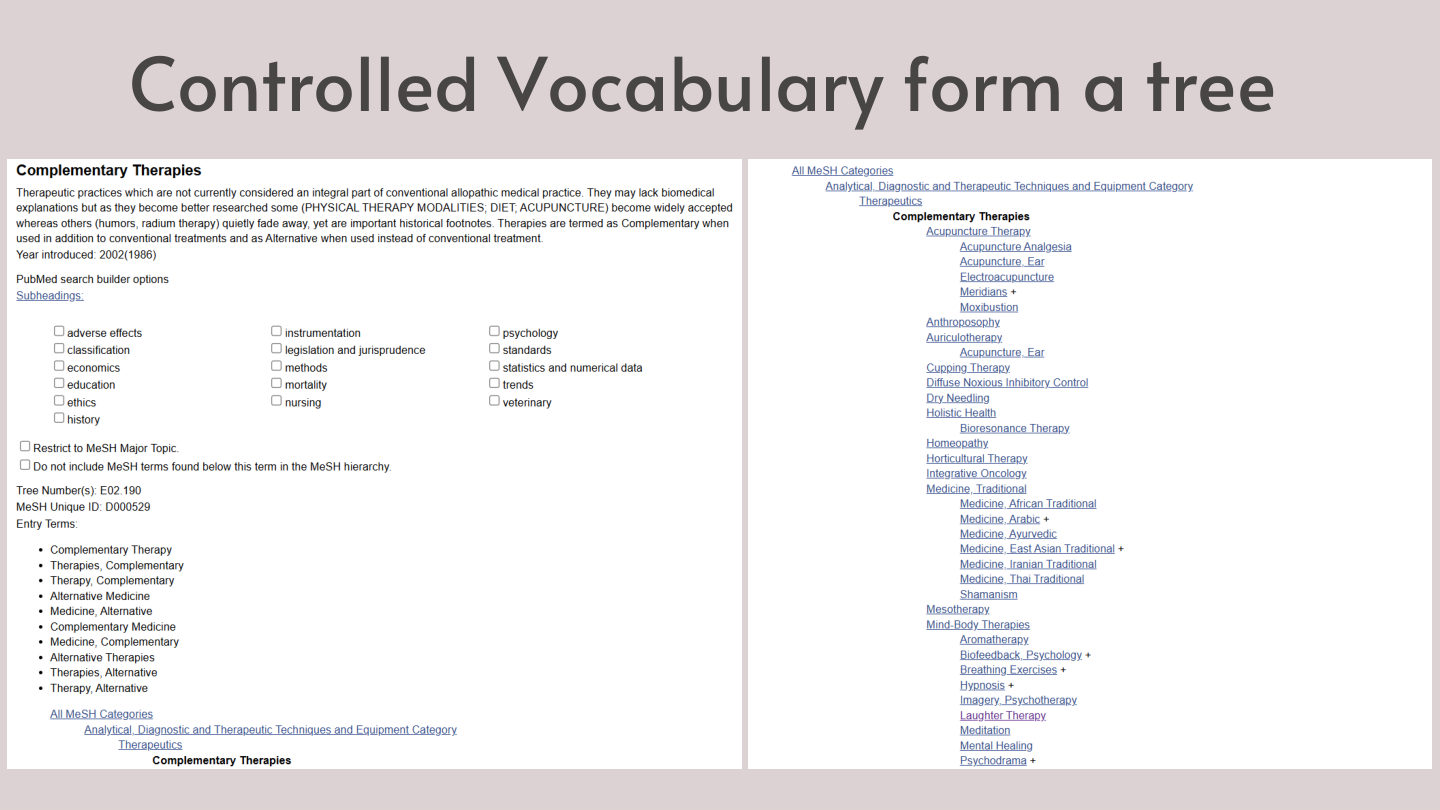 Controlled Vocabulary form a tree
Complementary Therapies
Therapeutic practices which are not currently considered an integral part of conventional allopathic medical practice. They may lack biomedical
explanations but as they become better researched some (PHYSICAL THERAPY MODALITIES; DIET; ACUPUNCTURE) become widely accepted
whereas others (humors, radium therapy) quietly fade away, yet are important historical footnotes. Therapies are termed as Complementary when
used in addition to conventional treatments and as Alternative when used instead of conventional treatment.
Year introduced: 2002(1986)
PubMed search builder options
Subheadings:
adverse effects
classification
economics
education
ethics
history
instrumentation
legislation and jurisprudence
methods
mortality
nursing
psychology
standards
statistics and numerical data
trends
veterinary
Restrict to MeSH Major Topic.
Do not include MeSH terms found below this term in the MeSH hierarchy.
Tree Number(s): E02.190
MeSH Unique ID: D000529
Entry Terms:
• Complementary Therapy
• Therapies, Complementary
• Therapy, Complementary
• Alternative Medicine
• Medicine, Alternative
• Complementary Medicine
• Medicine, Complementary
• Alternative Therapies
• Therapies, Alternative
• Therapy, Alternative
All MeSH Categories
Analytical, Diagnostic and Therapeutic Techniques and Equipment Category
Therapeutics
Complementary Therapies
All MeSH Categories
Analytical, Diagnostic and Therapeutic Techniques and Equipment Category
Therapeutics
Complementary Therapies
Acupuncture Therapy
Acupuncture Analgesia
Acupuncture, Ear
Electroacupuncture
Meridians +
Moxibustion
Anthroposophy
Auriculotherapy
Acupuncture, Ear
Cupping Therapy
Diffuse Noxious Inhibitory Control
Dry Needling
Holistic Health
Bioresonance Therapy
Homeopathy
Horticultural Therapy
Integrative Oncology
Medicine, Traditional
Medicine, African Traditional
Medicine, Arabic +
Medicine, Ayurvedic
Medicine, East Asian Traditional +
Medicine, Iranian Traditional
Medicine, Thai Traditional
Shamanism
Mesotherapy
Mind-Body Therapies
Aromatherapy
Biofeedback, Psychology +
Breathing Exercises +
Hypnosis +
Imagery, Psychotherapy
Laughter Therapy
Meditation
Mental Healing
Psychodrama +